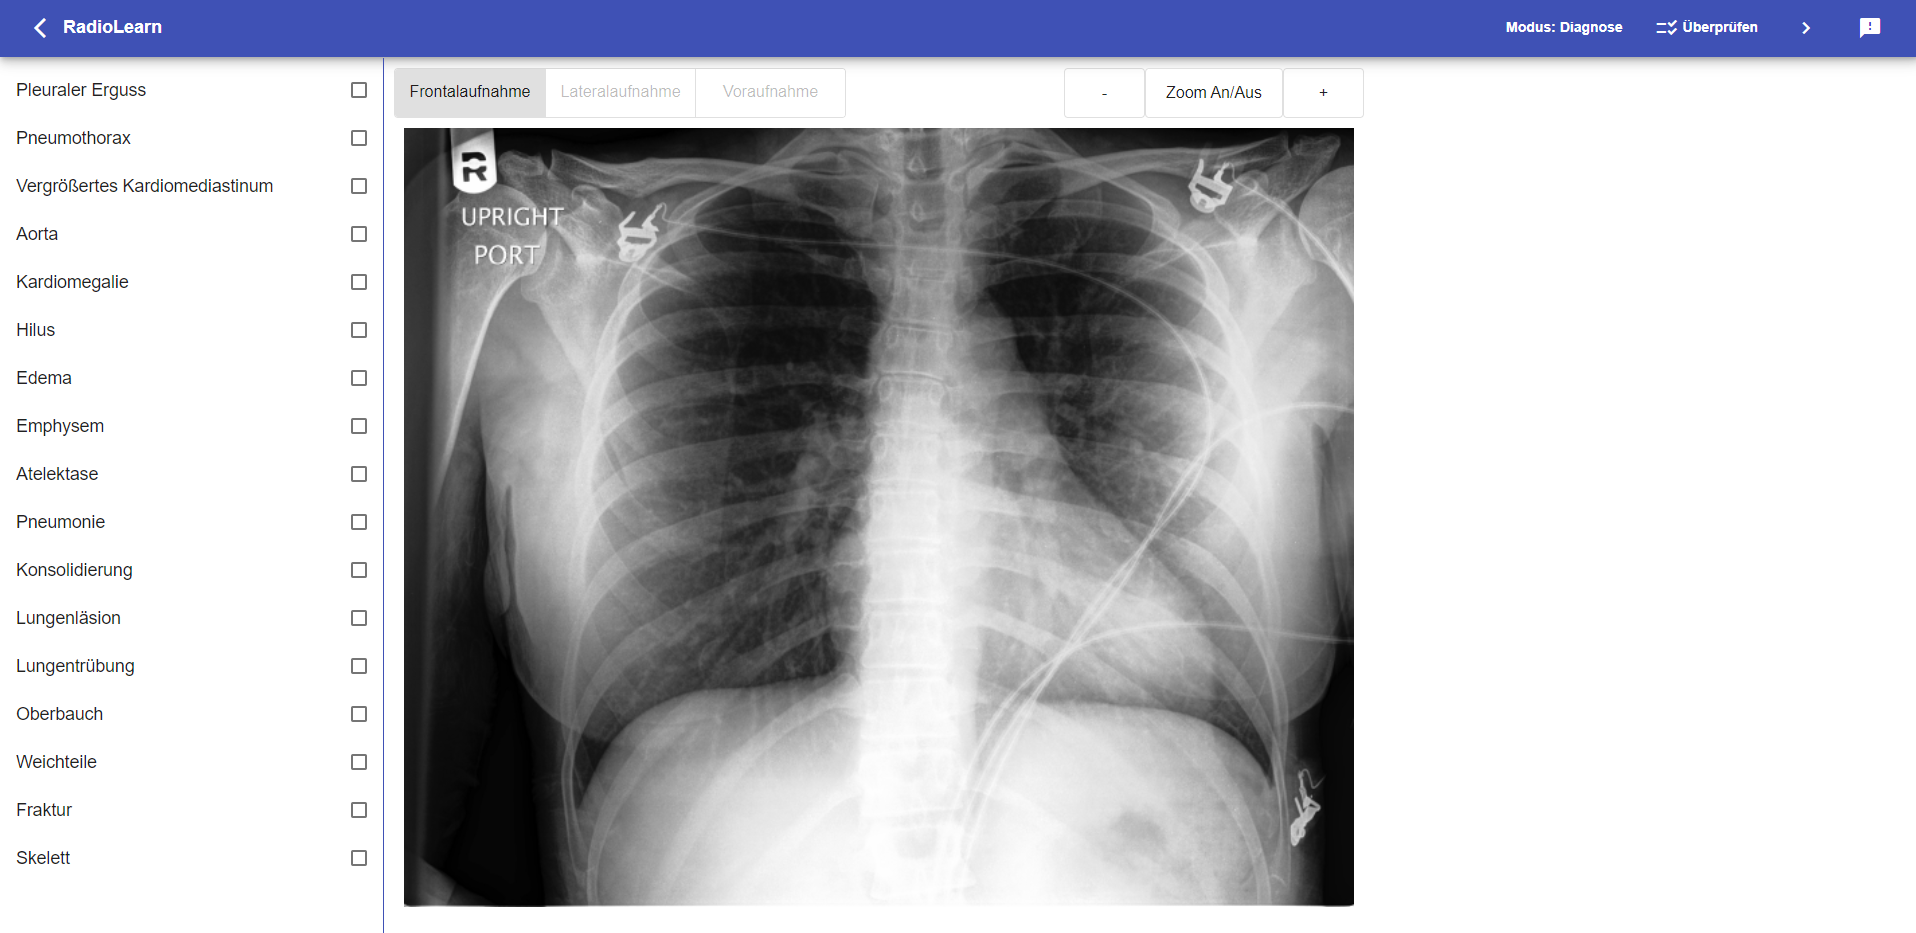 RadioLearn
Modus: Diagnose
Überprüfen
Pleuraler Erguss
Pneumothorax
Vergrößertes Kardiomediastinum
Aorta
Kardiomegalie
Hilus
Edema
Emphysem
Atelektase
Pneumonie
Konsolidierung
Lungenläsion
Lungentrübung
Oberbauch
Weichteile
Fraktur
Skelett
Frontalaufnahme
Lateralaufnahme
Voraufnahme
-
Zoom An/Aus
+
R
UPRIGHT
PORT